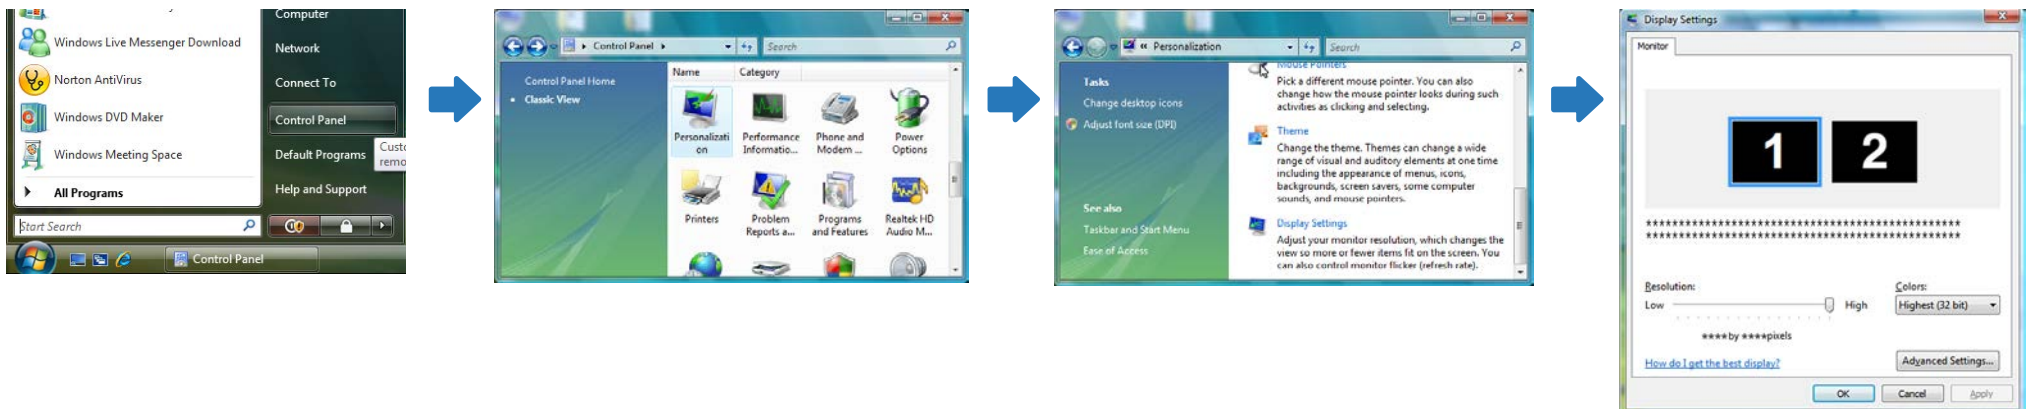 Computer
Windows Live Messenger Download
Network
Norton AntiVirus
Connect To
Windows DVD Maker
Control Panel
Windows Meeting Space
Default Programs
All Programs
Help and Support
Start Search
Control Panel
Control Panel
Search
Control Panel Home
Classic View
Name Category
Personalizati
on
Performance
Informatio...
Phone and
Modem ...
Power
Options
Printers
Problem
Reports a...
Programs
and Features
Realtek HD
Audio M...
« Personalization
Search
Tasks
Change desktop icons
Adjust font size (DPI)
See also
Taskbar and Start Menu
Ease of Access
Mouse Pointers
Pick a different mouse pointer. You can also
change how the mouse pointer looks during such
activities as clicking and selecting.
Theme
Change the theme. Themes can change a wide
range of visual and auditory elements at one time
including the appearance of menus, icons,
backgrounds, screen savers, some computer
sounds, and mouse pointers.
Display Settings
Adjust your monitor resolution, which changes the
view so more or fewer items fit on the screen. You
can also control monitor flicker (refresh rate).
Display Settings
Monitor
1 2
***********************************************
***********************************************
Resolution:
Low High
****by ****pixels
Colors:
Highest (32 bit)
How do I get the best display?
Advanced Settings...
OK Cancel Apply